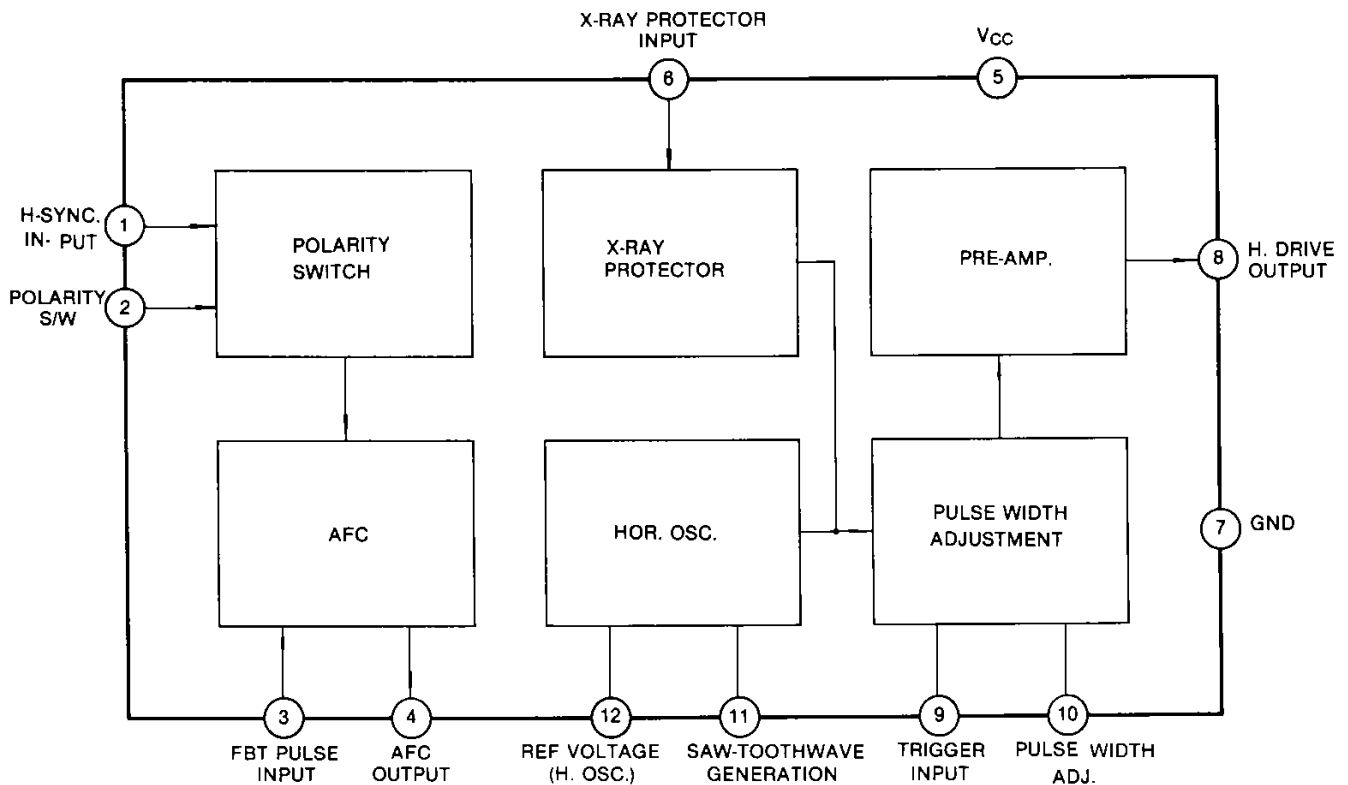 X-RAY PROTECTOR
INPUT
VCC
6
5
H-SYNC.
IN- PUT
1
POLARITY
SWITCH
X-RAY
PROTECTOR
PRE-AMP.
8
H. DRIVE
OUTPUT
POLARITY
S/W
2
AFC
HOR. OSC.
PULSE WIDTH
ADJUSTMENT
7
GND
3
4
12
11
9
10
FBT PULSE
INPUT
AFC
OUTPUT
REF VOLTAGE
(H. OSC.)
SAW-TOOTHWAVE
GENERATION
TRIGGER
INPUT
PULSE WIDTH
ADJ.